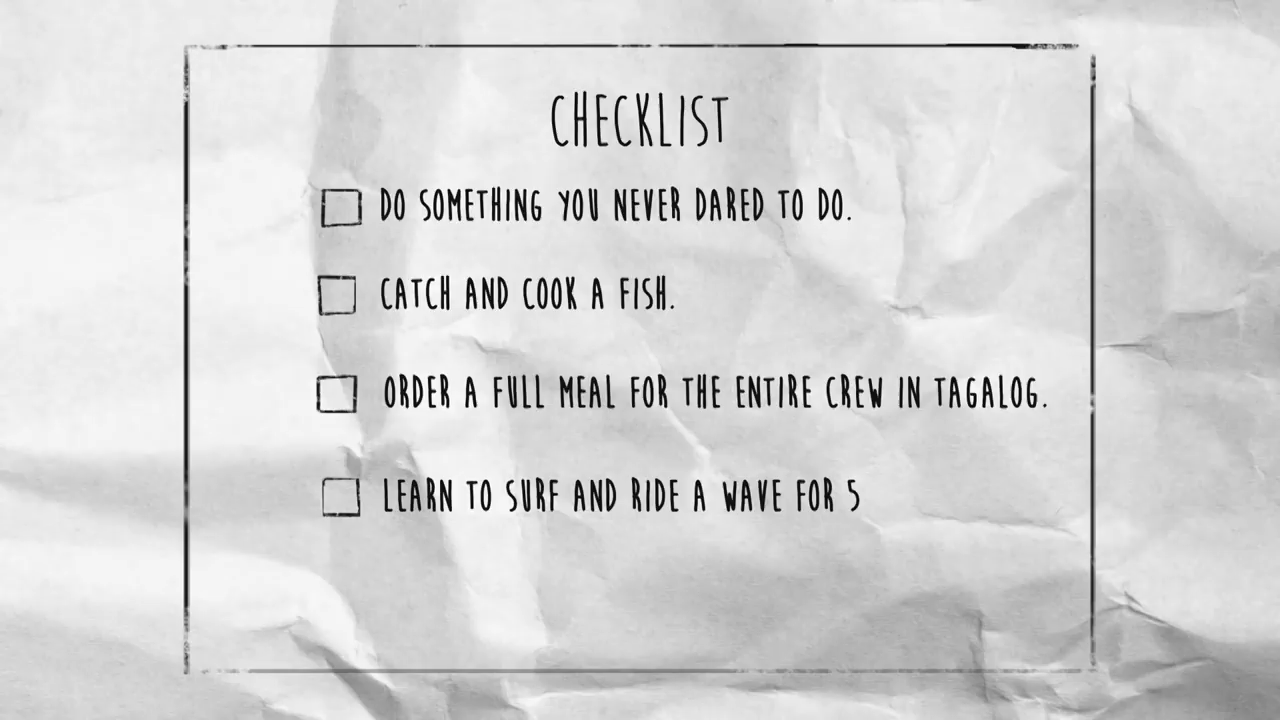 CHECKLIST
DO SOMETHING YOU NEVER DARED TO DO.
CATCH AND COOK A FISH.
ORDER A FULL MEAL FOR THE ENTIRE CREW IN TAGALOG.
LEARN TO SURF AND RIDE A WAVE FOR 5